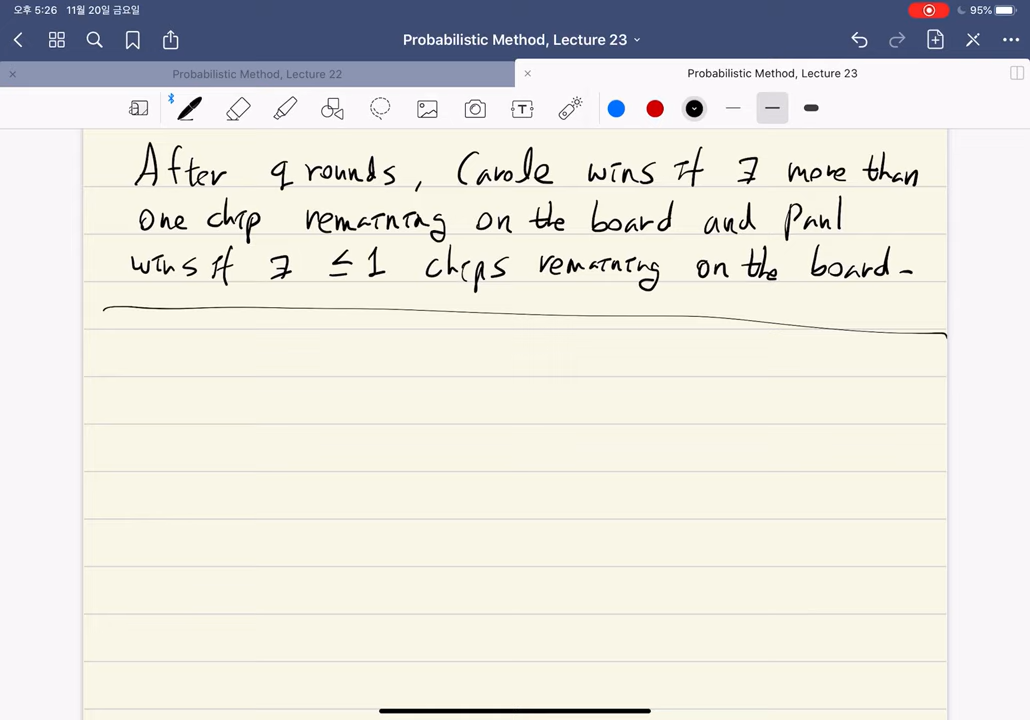 오후 5:26 11월 20일 금요일
95%
Probabilistic Method, Lecture 23
Probabilistic Method, Lecture 22
Probabilistic Method, Lecture 23
T
After q rounds, Carole wins if ∃ more than
one chip remaining on the board and Paul
wins if ∃ ≤ 1 chips remaining on the board.